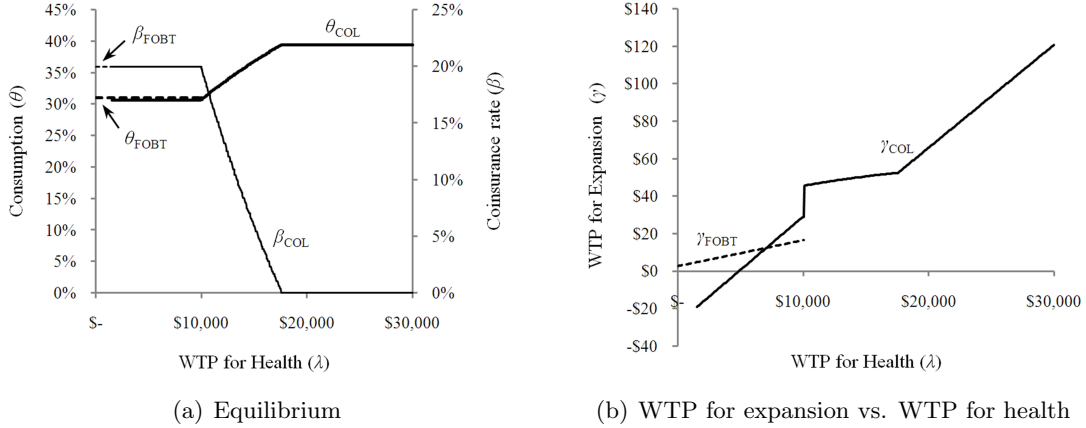 45%
40%
35%
30%
25%
20%
15%
10%
5%
0%
Consumption (θ)
25%
20%
15%
10%
5%
0%
Coinsurance rate (β)
β_FOBT
θ_FOBT
θ_COL
β_COL
$-
$10,000
$20,000
$30,000
WTP for Health (λ)
(a) Equilibrium
$140
$120
$100
$80
$60
$40
$20
$0
-$20
-$40
WTP for Expansion (γ)
γ_COL
γ_FOBT
$-
$10,000
$20,000
$30,000
WTP for Health (λ)
(b) WTP for expansion vs. WTP for health